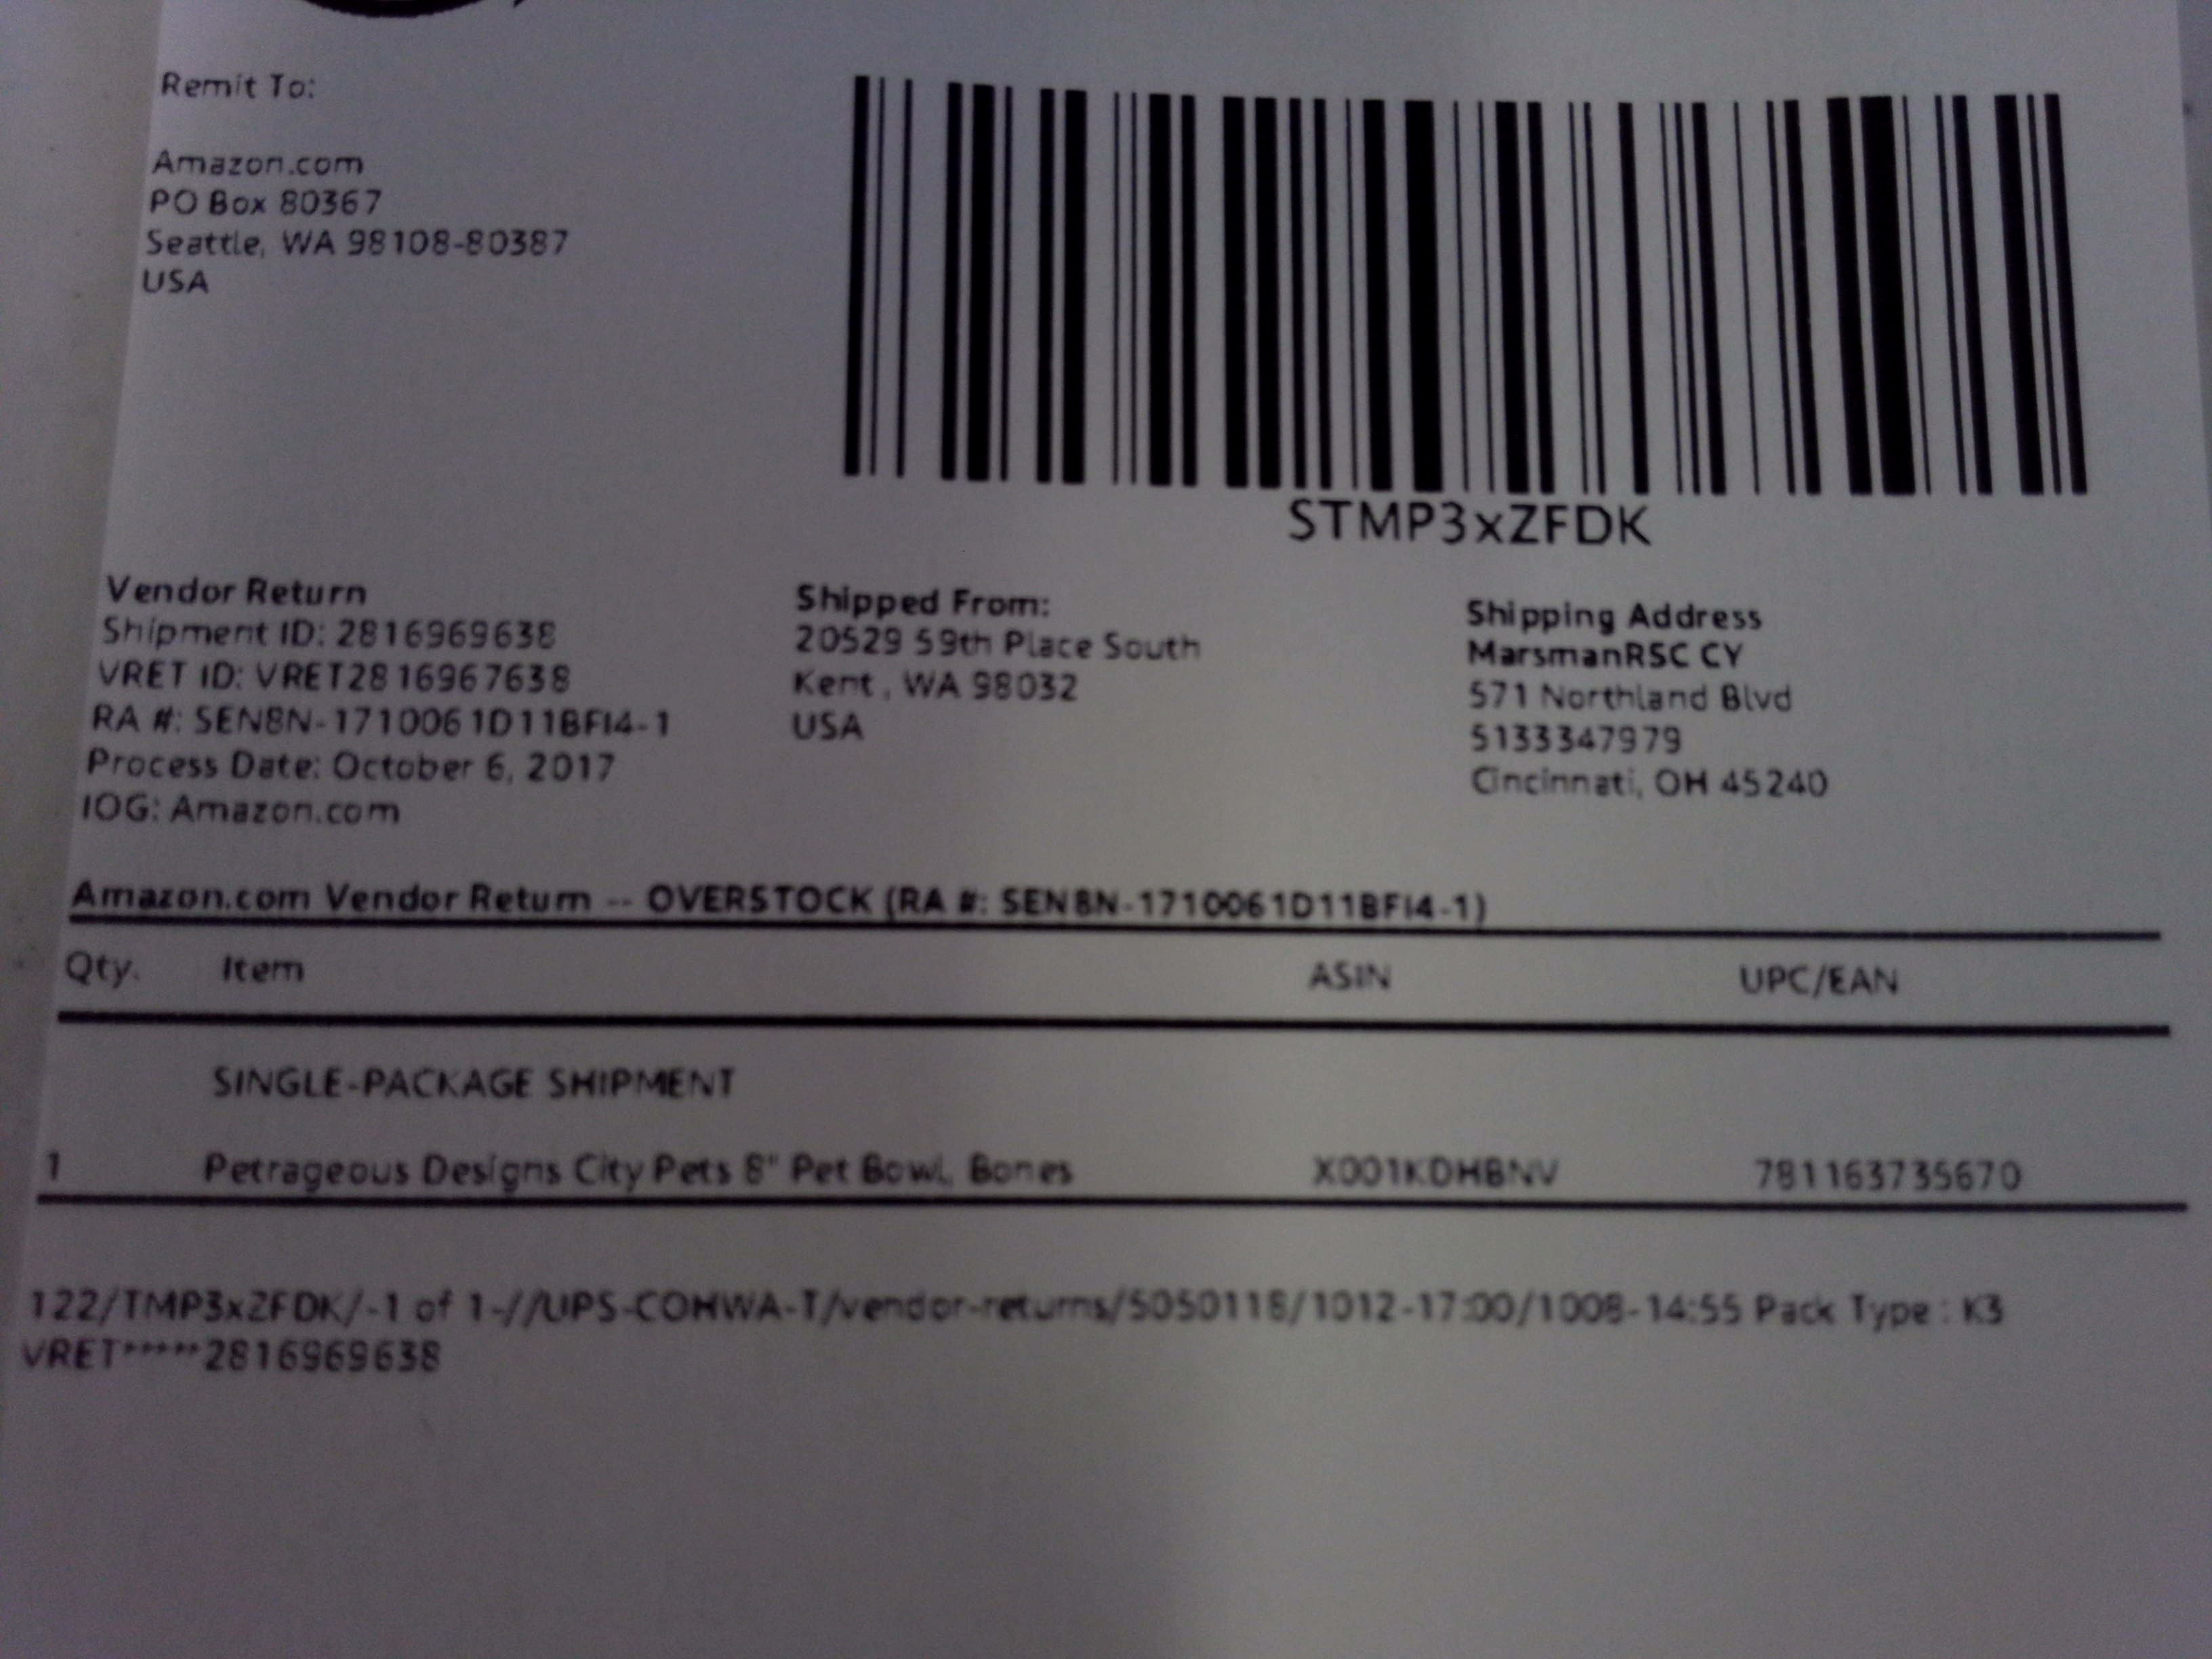 Remit To:
Amazon.com
PO Box 80367
Seattle, WA 98108-80387
USA
STMP3xZFDK
Vendor Return
Shipment ID: 2816969638
VRET ID: VRET2816967638
RA #: SEN8N-1710061D11BFI4-1
Process Date: October 6, 2017
IOG: Amazon.com
Shipped From:
20529 59th Place South
Kent, WA 98032
USA
Shipping Address
MarsmanRSC CY
571 Northland Blvd
5133347979
Cincinnati, OH 45240
Amazon.com Vendor Return -- OVERSTOCK (RA #: SEN8N-1710061D11BFI4-1)
Qty. Item ASIN UPC/EAN
SINGLE-PACKAGE SHIPMENT
1 Petrageous Designs City Pets 8" Pet Bowl, Bones X001KDHBNV 781163735670
122/TMP3xZFDK/-1 of 1-//UPS-COHWA-T/vendor-returns/5050118/1012-17:00/1008-14:55 Pack Type : K3
VRET*****2816969638